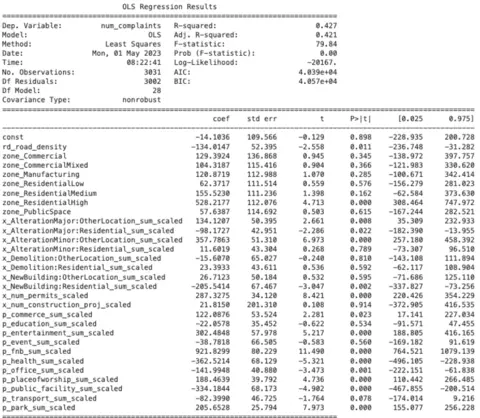 OLS Regression Results
Dep. Variable: num_complaints R-squared: 0.427
Model: OLS Adj. R-squared: 0.421
Method: Least Squares F-statistic: 79.84
Date: Mon, 01 May 2023 Prob (F-statistic): 0.00
Time: 08:22:41 Log-Likelihood: -20167.
No. Observations: 3031 AIC: 4.039e+04
Df Residuals: 3002 BIC: 4.057e+04
Df Model: 28
Covariance Type: nonrobust
coef std err t P>|t| [0.025 0.975]
const -14.1036 109.566 -0.129 0.898 -228.935 200.728
rd_road_density -134.0147 52.395 -2.558 0.011 -236.748 -31.282
zone_Commercial 129.3924 136.868 0.945 0.345 -138.972 397.757
zone_CommercialMixed 104.3187 115.416 0.904 0.366 -121.983 330.620
zone_Manufacturing 120.8719 112.988 1.070 0.285 -100.671 342.414
zone_ResidentialLow 62.3717 111.514 0.559 0.576 -156.279 281.023
zone_ResidentialMedium 155.5230 111.236 1.398 0.162 -62.584 373.630
zone_ResidentialHigh 528.2177 112.076 4.713 0.000 308.464 747.972
zone_PublicSpace 57.6387 114.692 0.503 0.615 -167.244 282.521
x_AlterationMajor:OtherLocation_sum_scaled 134.1207 50.395 2.661 0.008 35.309 232.933
x_AlterationMajor:Residential_sum_scaled -98.1727 42.951 -2.286 0.022 -182.390 -13.955
x_AlterationMinor:OtherLocation_sum_scaled 357.7863 51.310 6.973 0.000 257.180 458.392
x_AlterationMinor:Residential_sum_scaled 11.6019 43.304 0.268 0.789 -73.307 96.510
x_Demolition:OtherLocation_sum_scaled -15.6070 65.027 -0.240 0.810 -143.108 111.894
x_Demolition:Residential_sum_scaled 23.3933 43.611 0.536 0.592 -62.117 108.904
x_NewBuilding:OtherLocation_sum_scaled 26.7123 50.184 0.532 0.595 -71.686 125.110
x_NewBuilding:Residential_sum_scaled -205.5414 67.467 -3.047 0.002 -337.827 -73.256
x_num_permits_scaled 287.3275 34.120 8.421 0.000 220.426 354.229
x_num_construction_proj_scaled 21.8150 201.310 0.108 0.914 -372.905 416.535
p_commerce_sum_scaled 122.0876 53.524 2.281 0.023 17.141 227.034
p_education_sum_scaled -22.0578 35.452 -0.622 0.534 -91.571 47.455
p_entertainment_sum_scaled 302.4848 57.978 5.217 0.000 188.805 416.165
p_event_sum_scaled -38.7818 66.505 -0.583 0.560 -169.182 91.619
p_fnb_sum_scaled 921.8299 80.229 11.490 0.000 764.521 1079.139
p_health_sum_scaled -362.5214 68.129 -5.321 0.000 -496.105 -228.938
p_office_sum_scaled -141.9948 40.880 -3.473 0.001 -222.151 -61.838
p_placeofworship_sum_scaled 188.4639 39.792 4.736 0.000 110.442 266.485
p_public_facility_sum_scaled -334.1844 68.173 -4.902 0.000 -467.855 -200.514
p_transport_sum_scaled -82.3990 46.725 -1.764 0.078 -174.014 9.216
p_park_sum_scaled 205.6528 25.794 7.973 0.000 155.077 256.228